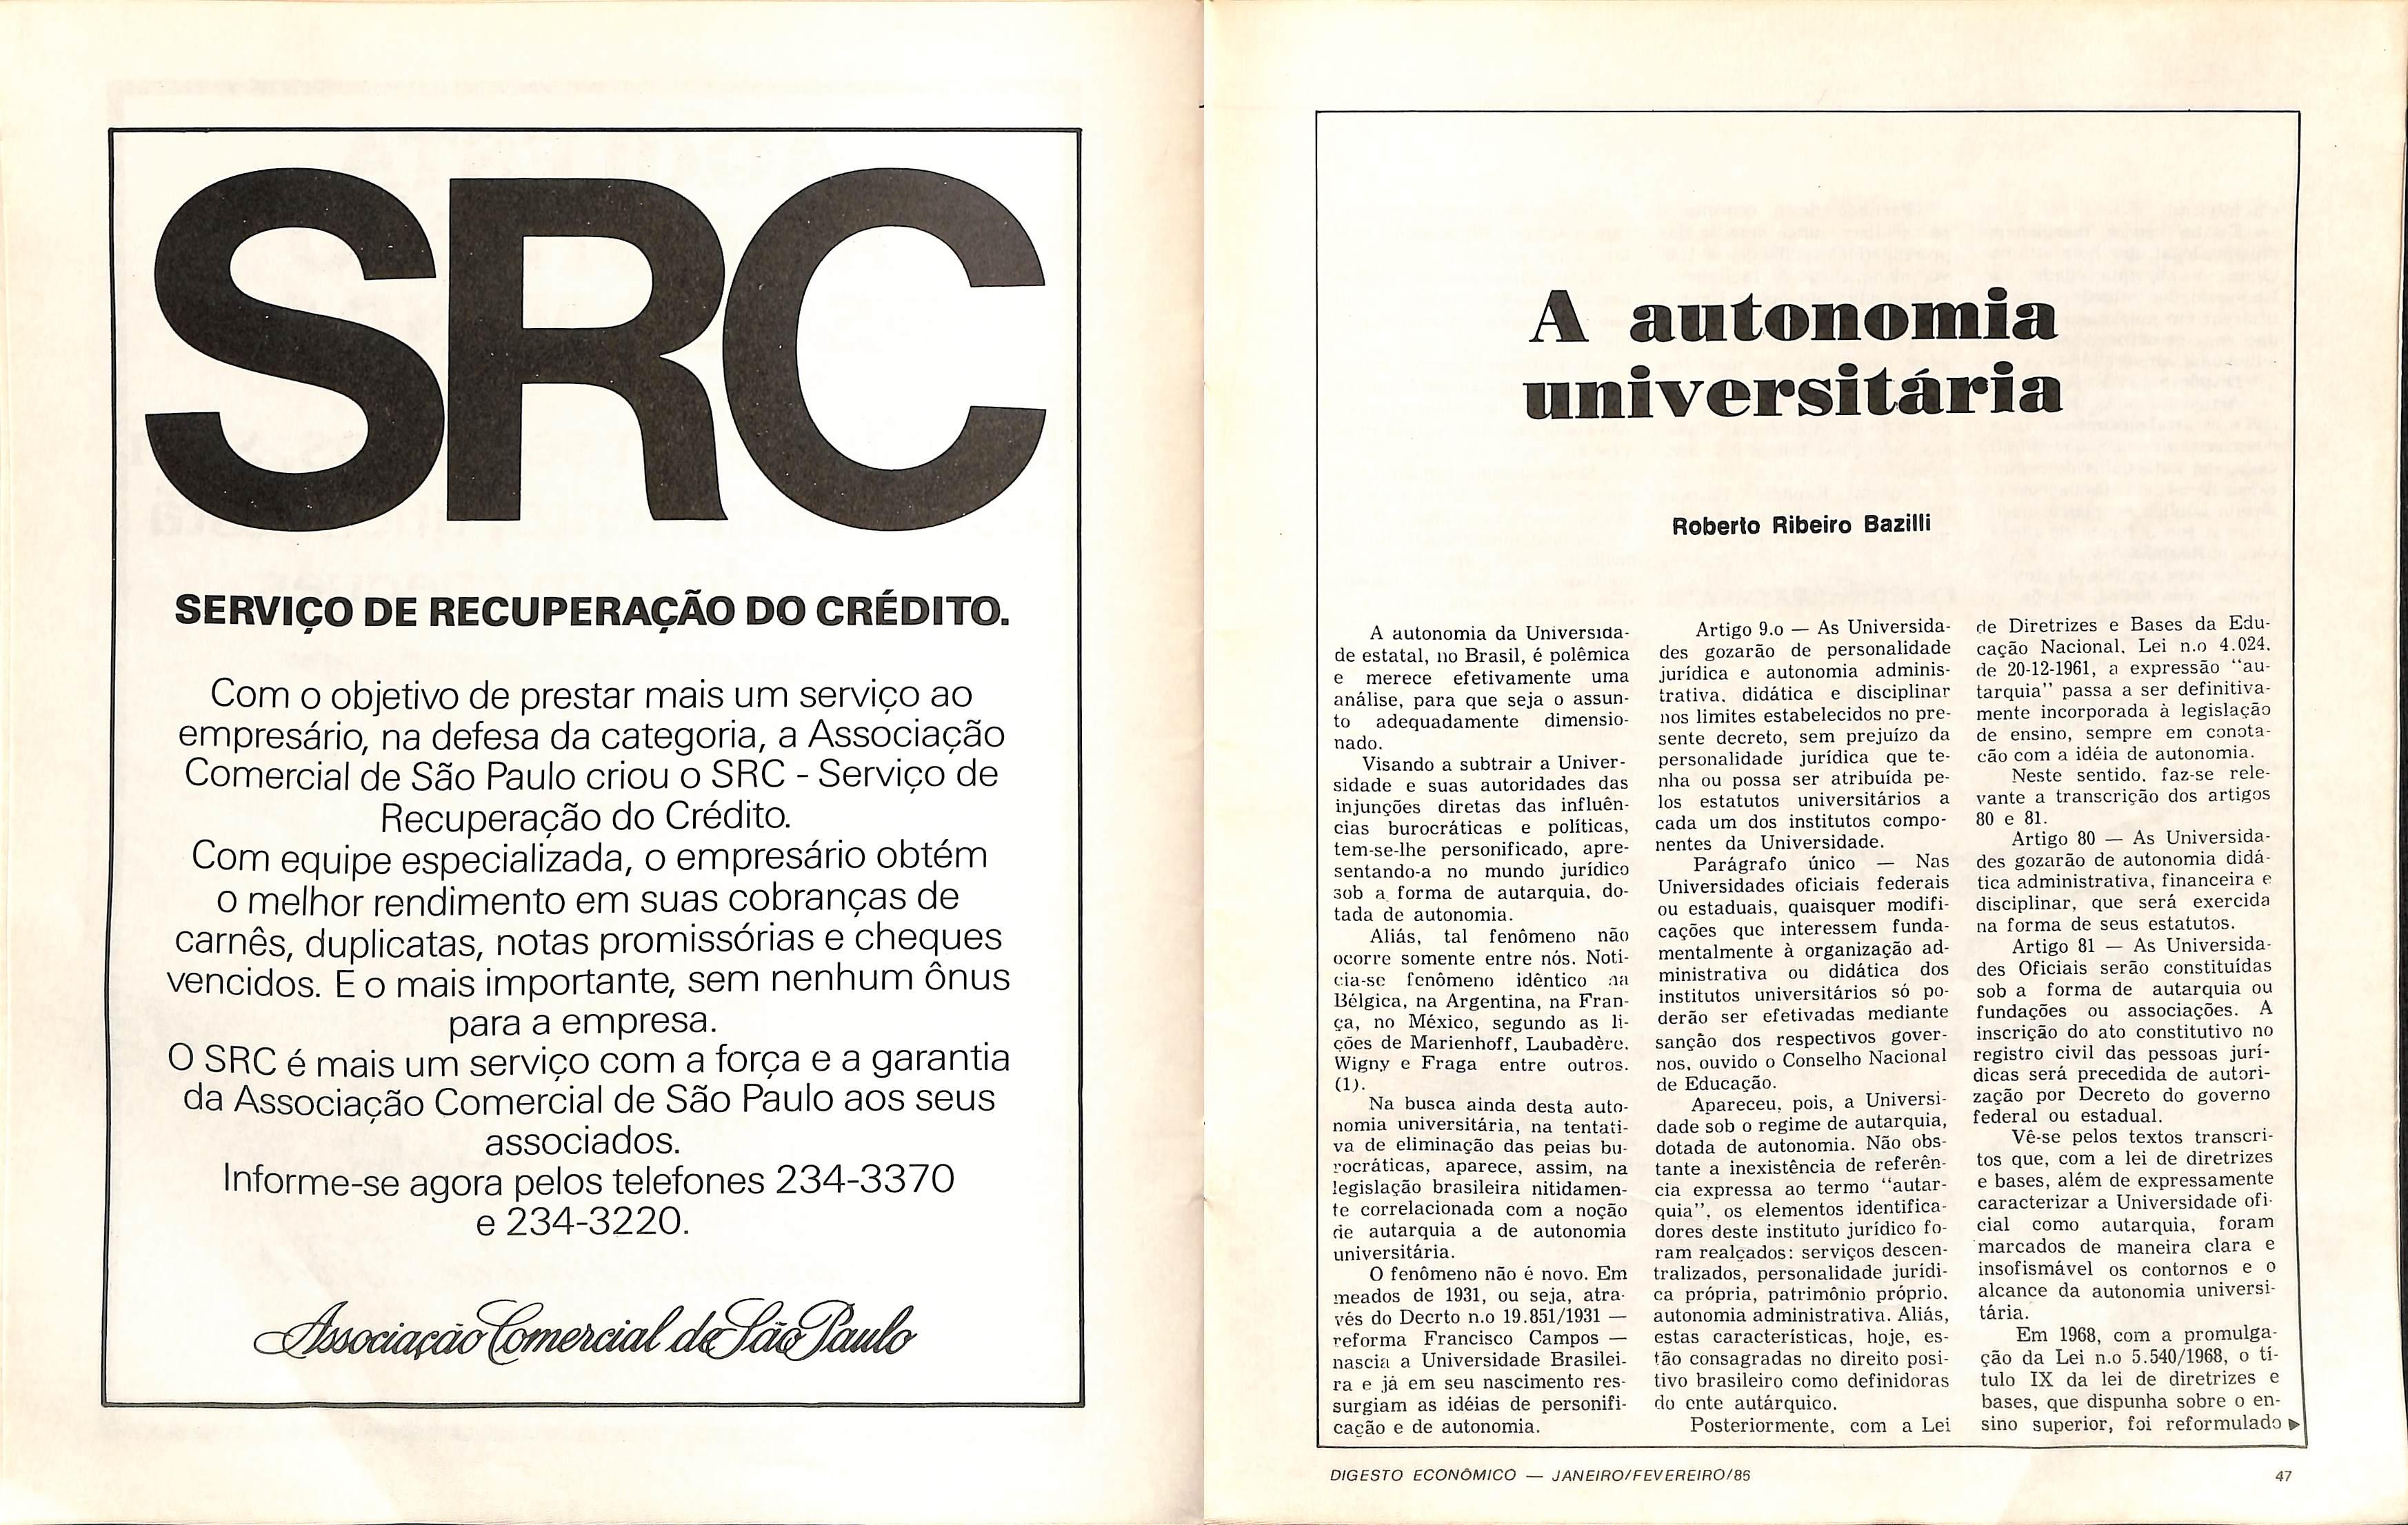 SRC
SERVIÇO DE RECUPERAÇÃO DO CRÉDITO.
Com o objetivo de prestar mais um serviço ao
empresário, na defesa da categoria, a Associação
Comercial de São Paulo criou o SRC - Serviço de
Recuperação do Crédito.
Com equipe especializada, o empresário obtém
o melhor rendimento em suas cobranças de
carnês, duplicatas, notas promissórias e cheques
vencidos. E o mais importante, sem nenhum ônus
para a empresa.
O SRC é mais um serviço com a força e a garantia
da Associação Comercial de São Paulo aos seus
associados.
Informe-se agora pelos telefones 234-3370
e 234-3220.
Associação Comercial de São Paulo
A autonomia
universitária
Roberto Ribeiro Bazilli
A autonomia da Universida-
de estatal, no Brasil, é polêmica
e merece efetivamente uma
análise, para que seja o assun-
to adequadamente dimensio-
nado.
Visando a subtrair a Univer-
sidade e suas autoridades das
injunções diretas das influên-
cias burocráticas e políticas,
tem-se-lhe personificado, apre-
sentando-a no mundo jurídico
sob a forma de autarquia, do-
tada de autonomia.
Aliás, tal fenômeno não
ocorre somente entre nós. Noti-
cia-se fenômeno idêntico na
Bélgica, na Argentina, na Fran-
ça, no México, segundo as li-
ções de Marienhoff, Laubadère,
Wigny e Fraga entre outros.
(1).
Na busca ainda desta auto-
nomia universitária, na tentati-
va de eliminação das peias bu-
rocráticas, aparece, assim, na
legislação brasileira nitidamen-
te correlacionada com a noção
de autarquia a de autonomia
universitária.
O fenômeno não é novo. Em
meados de 1931, ou seja, atra-
vés do Decrto n.o 19.851/1931 —
reforma Francisco Campos —
nascia a Universidade Brasilei-
ra e já em seu nascimento res-
surgiam as idéias de personifi-
cação e de autonomia.
Artigo 9.o — As Universida-
des gozarão de personalidade
jurídica e autonomia adminis-
trativa, didática e disciplinar
nos limites estabelecidos no pre-
sente decreto, sem prejuízo da
personalidade jurídica que te-
nha ou possa ser atribuída pe-
los estatutos universitários a
cada um dos institutos compo-
nentes da Universidade.
Parágrafo único — Nas
Universidades oficiais federais
ou estaduais, quaisquer modifi-
cações que interessem funda-
mentalmente à organização ad-
ministrativa ou didática dos
institutos universitários só po-
derão ser efetivadas mediante
sanção dos respectivos gover-
nos, ouvido o Conselho Nacional
de Educação.
Apareceu, pois, a Universi-
dade sob o regime de autarquia,
dotada de autonomia. Não obs-
tante a inexistência de referên-
cia expressa ao termo "autar-
quia", os elementos identifica-
dores deste instituto jurídico fo-
ram realçados: serviços descen-
tralizados, personalidade jurídi-
ca própria, patrimônio próprio,
autonomia administrativa. Aliás,
estas características, hoje, es-
tão consagradas no direito posi-
tivo brasileiro como definidoras
do ente autárquico.
Posteriormente, com a Lei
de Diretrizes e Bases da Edu-
cação Nacional, Lei n.o 4.024,
de 20-12-1961, a expressão "au-
tarquia" passa a ser definitiva-
mente incorporada à legislação
de ensino, sempre em conota-
cão com a idéia de autonomia.
Neste sentido, faz-se rele-
vante a transcrição dos artigos
80 e 81.
Artigo 80 — As Universida-
des gozarão de autonomia didá-
tica administrativa, financeira e
disciplinar, que será exercida
na forma de seus estatutos.
Artigo 81 — As Universida-
des Oficiais serão constituídas
sob a forma de autarquia ou
fundações ou associações. A
inscrição do ato constitutivo no
registro civil das pessoas jurí-
dicas será precedida de autori-
zação por Decreto do governo
federal ou estadual.
Vê-se pelos textos transcri-
tos que, com a lei de diretrizes
e bases, além de expressamente
caracterizar a Universidade ofi-
cial como autarquia, foram
marcados de maneira clara e
insofismável os contornos e o
alcance da autonomia universi-
tária.
Em 1968, com a promulga-
ção da Lei n.o 5.540/1968, o tí-
tulo IX da lei de diretrizes e
bases, que dispunha sobre o en-
sino superior, foi reformulado ▶
DIGESTO ECONÔMICO — JANEIRO/FEVEREIRO/86
47